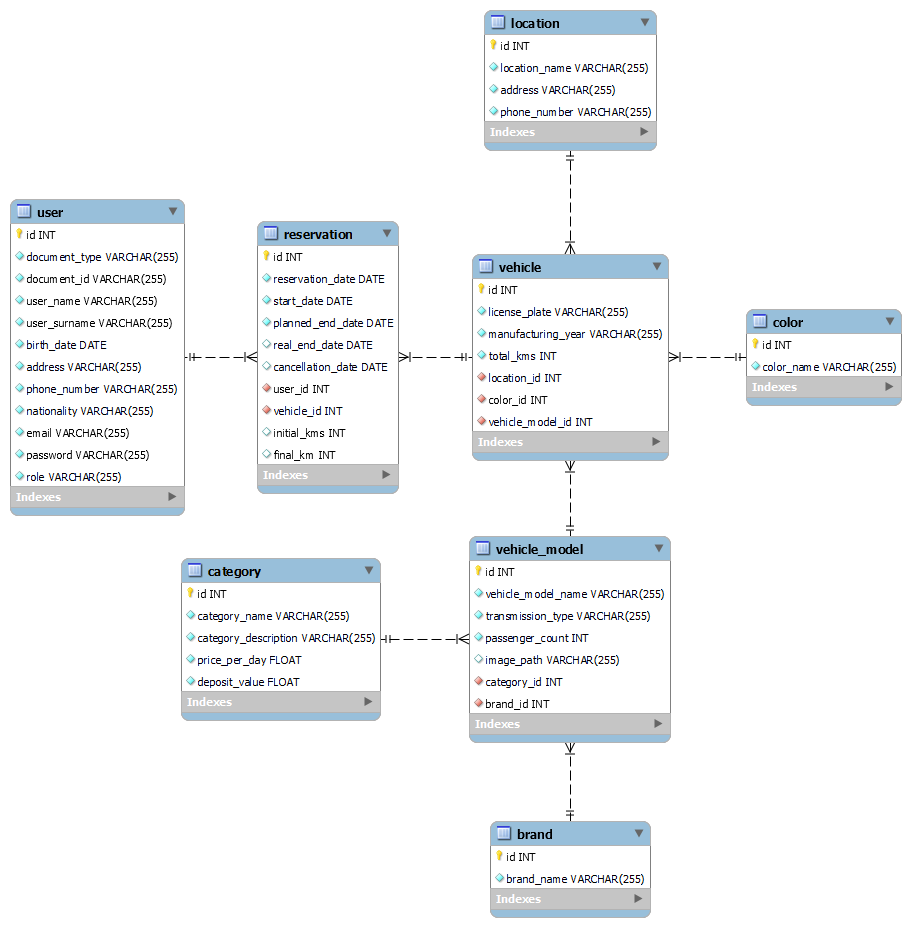 location
id INT
location_name VARCHAR(255)
address VARCHAR(255)
phone_number VARCHAR(255)
Indexes
user
id INT
document_type VARCHAR(255)
document_id VARCHAR(255)
user_name VARCHAR(255)
user_surname VARCHAR(255)
birth_date DATE
address VARCHAR(255)
phone_number VARCHAR(255)
nationality VARCHAR(255)
email VARCHAR(255)
password VARCHAR(255)
role VARCHAR(255)
Indexes
reservation
id INT
reservation_date DATE
start_date DATE
planned_end_date DATE
real_end_date DATE
cancellation_date DATE
user_id INT
vehicle_id INT
initial_kms INT
final_km INT
Indexes
vehicle
id INT
license_plate VARCHAR(255)
manufacturing_year VARCHAR(255)
total_kms INT
location_id INT
color_id INT
vehicle_model_id INT
Indexes
color
id INT
color_name VARCHAR(255)
Indexes
category
id INT
category_name VARCHAR(255)
category_description VARCHAR(255)
price_per_day FLOAT
deposit_value FLOAT
Indexes
vehicle_model
id INT
vehicle_model_name VARCHAR(255)
transmission_type VARCHAR(255)
passenger_count INT
image_path VARCHAR(255)
category_id INT
brand_id INT
Indexes
brand
id INT
brand_name VARCHAR(255)
Indexes